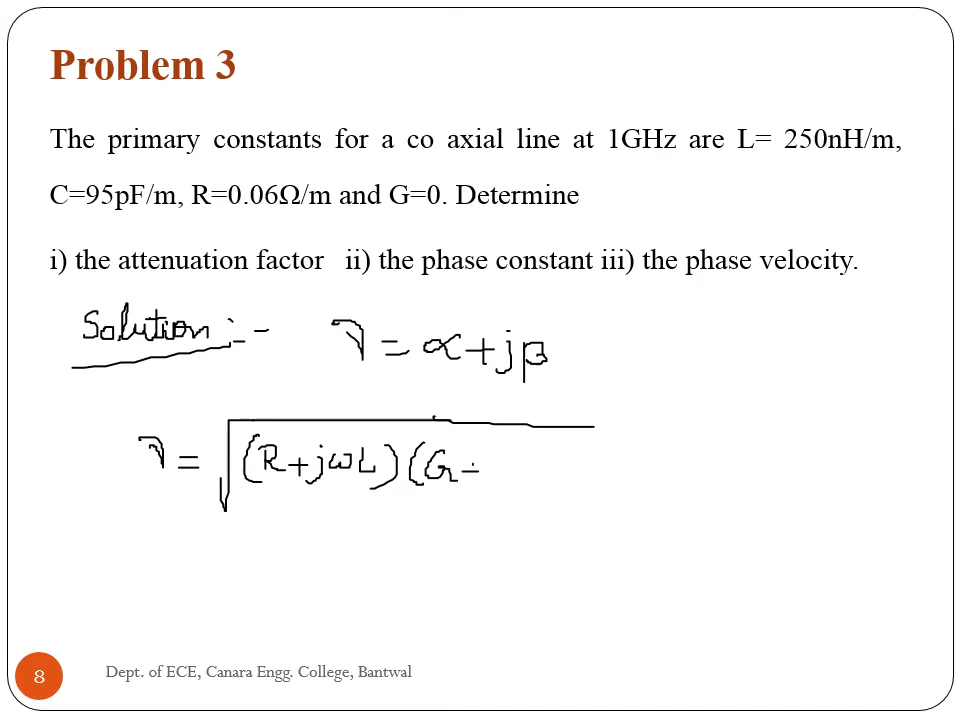 Problem 3
The primary constants for a co axial line at 1GHz are L= 250nH/m,
C=95pF/m, R=0.06Ω/m and G=0. Determine
i) the attenuation factor ii) the phase constant iii) the phase velocity.
Solution :- γ = α + jβ
γ = √(R + jωL)(G +
8 Dept. of ECE, Canara Engg. College, Bantwal